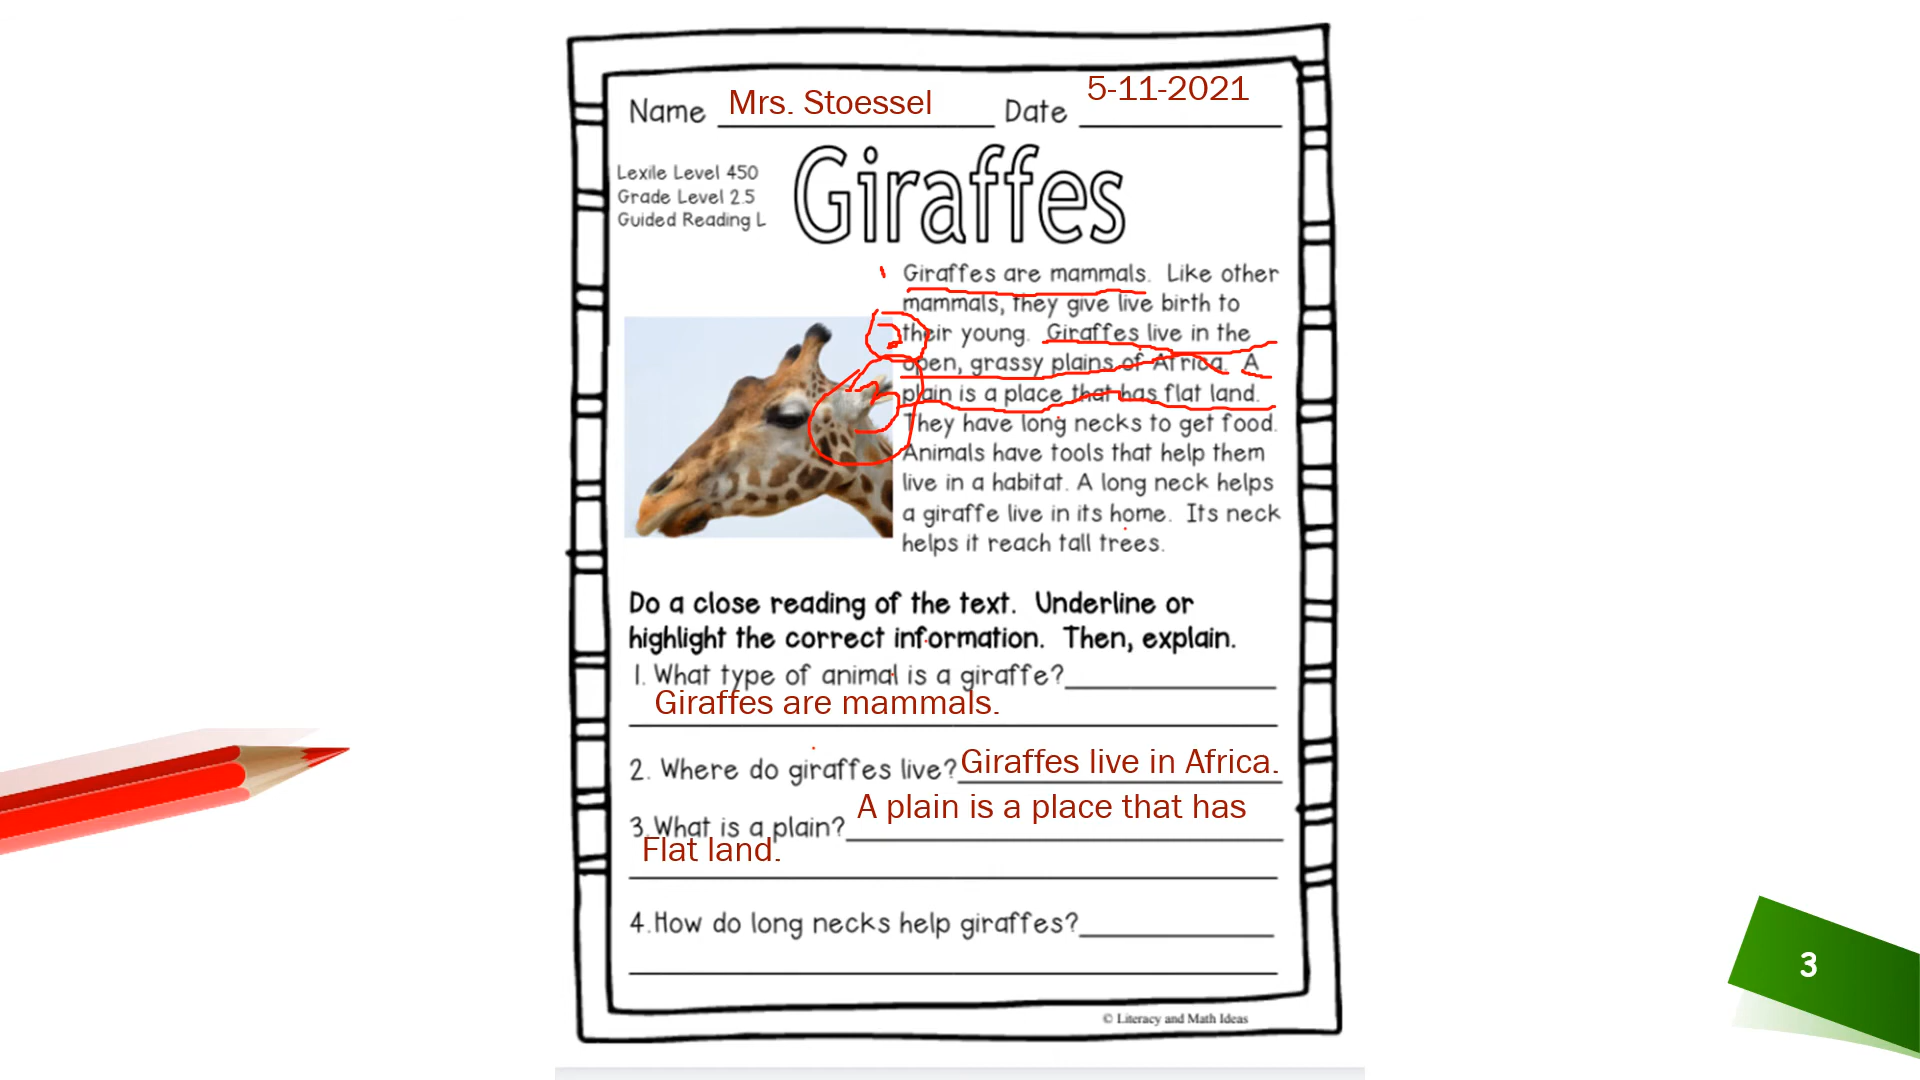 Name Mrs. Stoessel Date 5-11-2021
Lexile Level 450
Grade Level 2.5
Guided Reading L
Giraffes
Giraffes are mammals. Like other
mammals, they give live birth to
their young. Giraffes live in the
open, grassy plains of Africa. A
plain is a place that has flat land.
They have long necks to get food.
Animals have tools that help them
live in a habitat. A long neck helps
a giraffe live in its home. Its neck
helps it reach tall trees.
Do a close reading of the text. Underline or
highlight the correct information. Then, explain.
1. What type of animal is a giraffe?
Giraffes are mammals.
2. Where do giraffes live? Giraffes live in Africa.
3. What is a plain? A plain is a place that has
Flat land.
4. How do long necks help giraffes?
© Literacy and Math Ideas
3